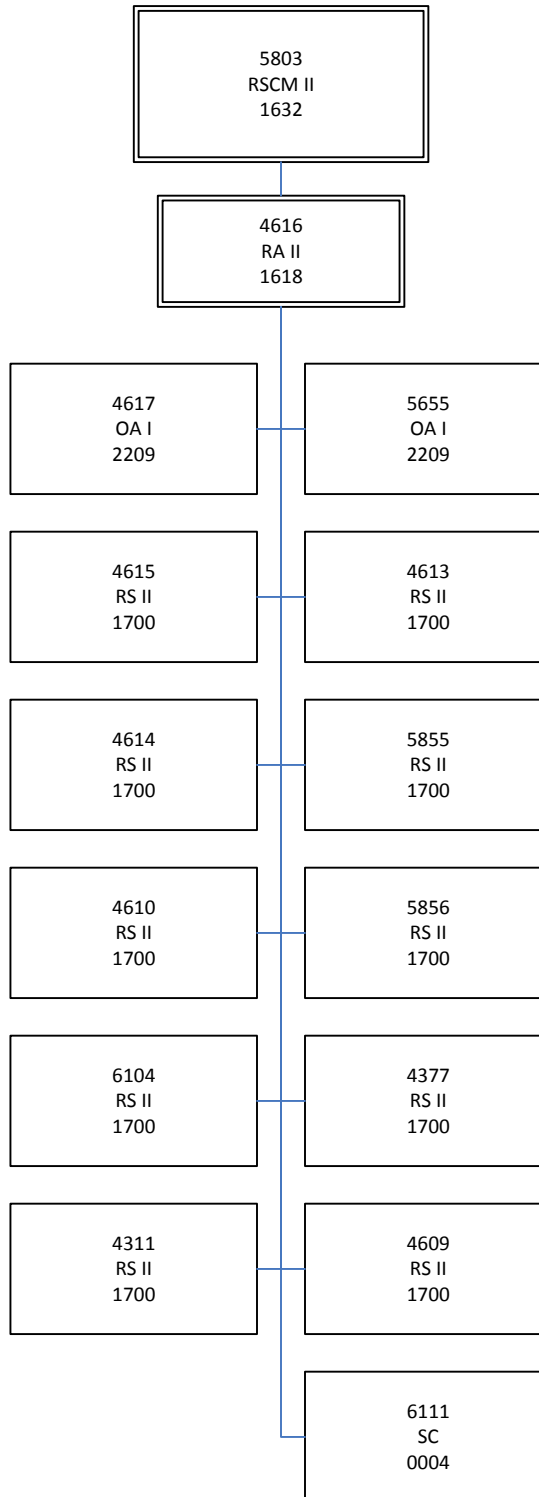 5803
RSCM II
1632
4616
RA II
1618
4617
OA I
2209
5655
OA I
2209
4615
RS II
1700
4613
RS II
1700
4614
RS II
1700
5855
RS II
1700
4610
RS II
1700
5856
RS II
1700
6104
RS II
1700
4377
RS II
1700
4311
RS II
1700
4609
RS II
1700
6111
SC
0004